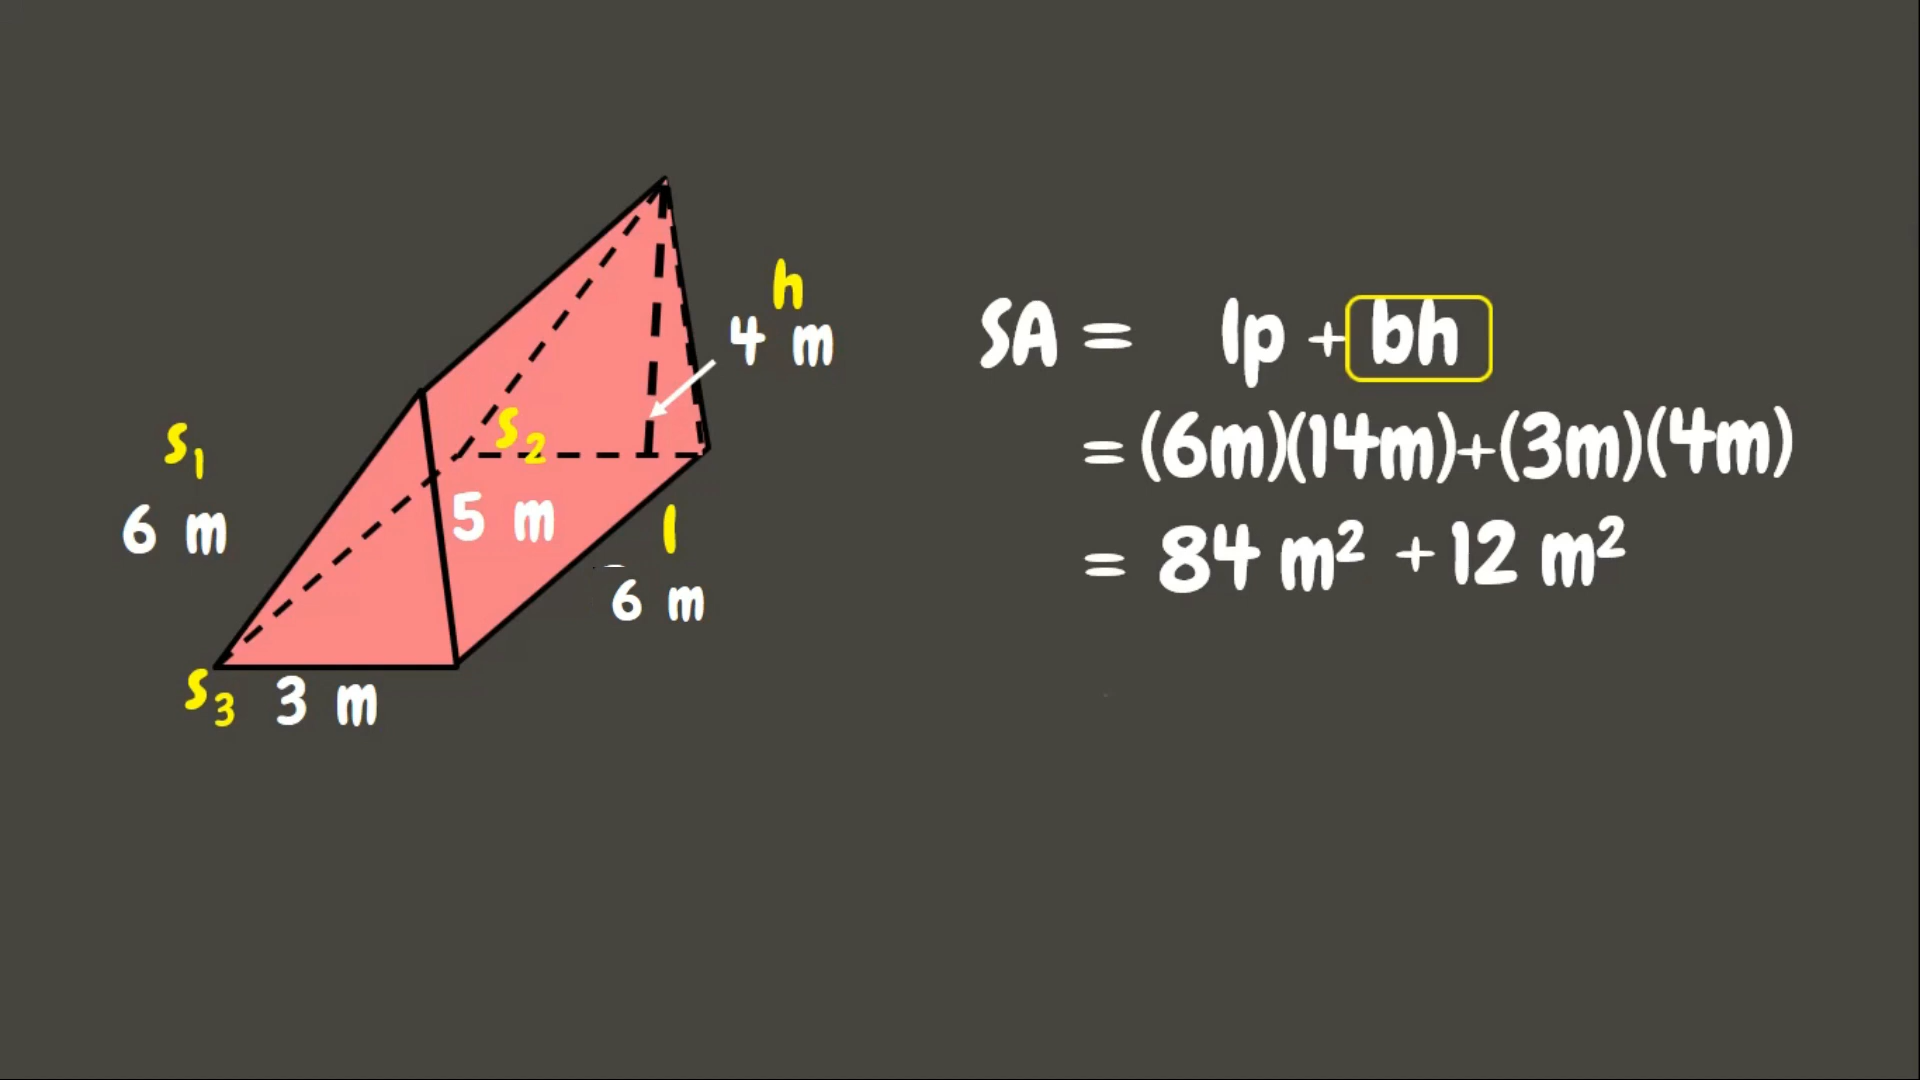 h
4 m
s₁
6 m
s₂
5 m
l
6 m
s₃ 3 m
SA = lp + bh
= (6m)(14m)+(3m)(4m)
= 84 m² + 12 m²